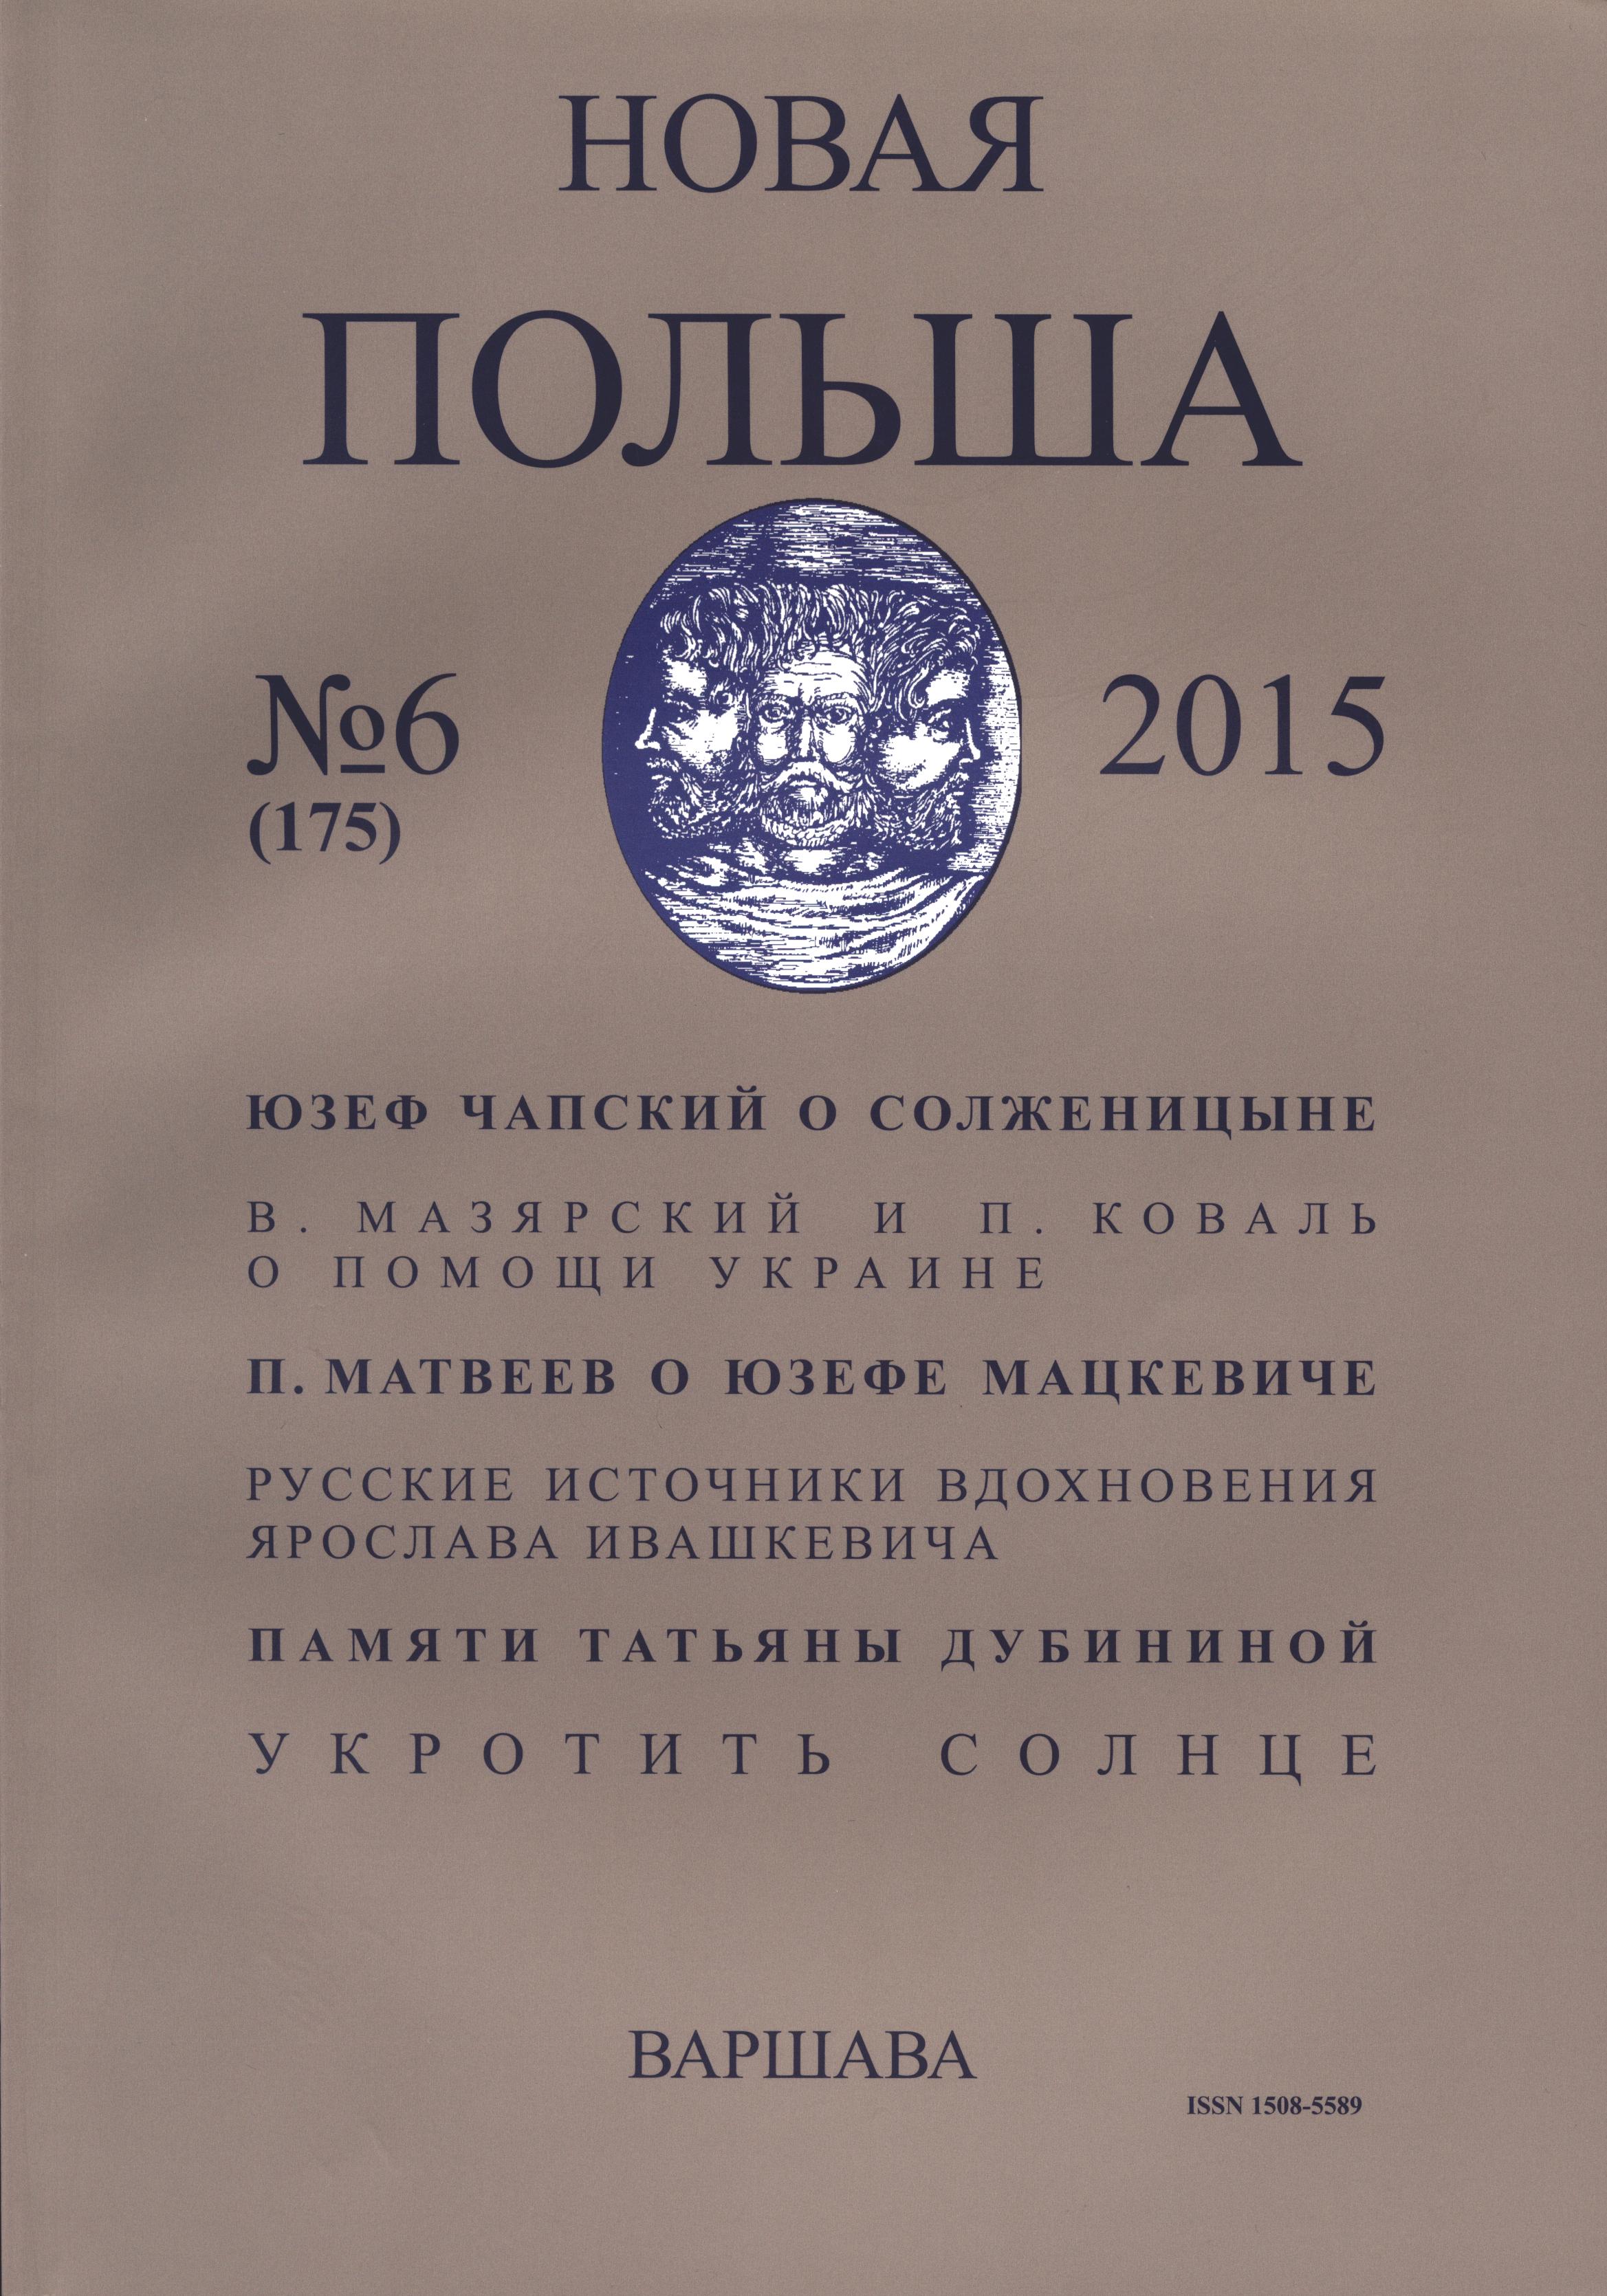 НОВАЯ
ПОЛЬША
№6
2015
(175)
ЮЗЕФ ЧАПСКИЙ О СОЛЖЕНИЦЫНЕ
В. МАЗЯРСКИЙ И П. КОВАЛЬ
О ПОМОЩИ УКРАИНЕ
П. МАТВЕЕВ О ЮЗЕФЕ МАЦКЕВИЧЕ
РУССКИЕ ИСТОЧНИКИ ВДОХНОВЕНИЯ
ЯРОСЛАВА ИВАШКЕВИЧА
ПАМЯТИ ТАТЬЯНЫ ДУБИНИНОЙ
УКРОТИТЬ СОЛНЦЕ
ВАРШАВА
ISSN 1508-5589